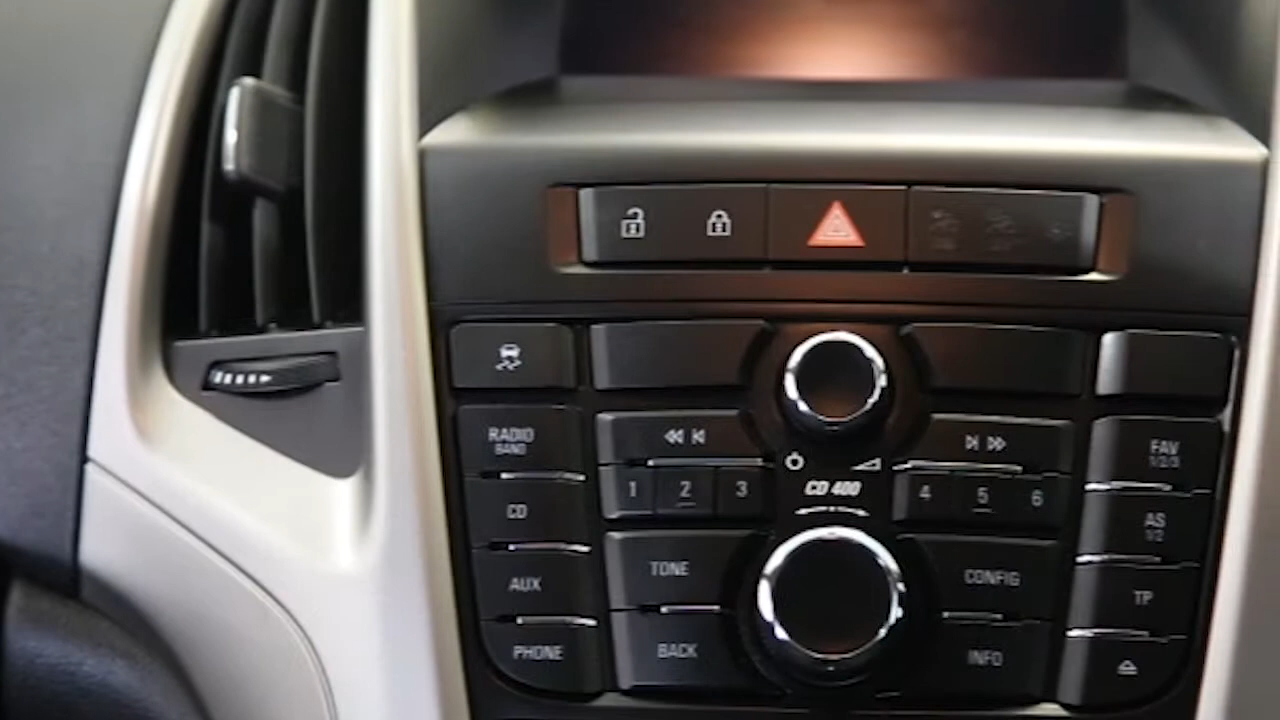 RADIO
BAND
FAV
1/2/3
1
2
3
CD 400
4
5
6
CD
AS
1/2
TONE
CONFIG
AUX
TP
PHONE
BACK
INFO